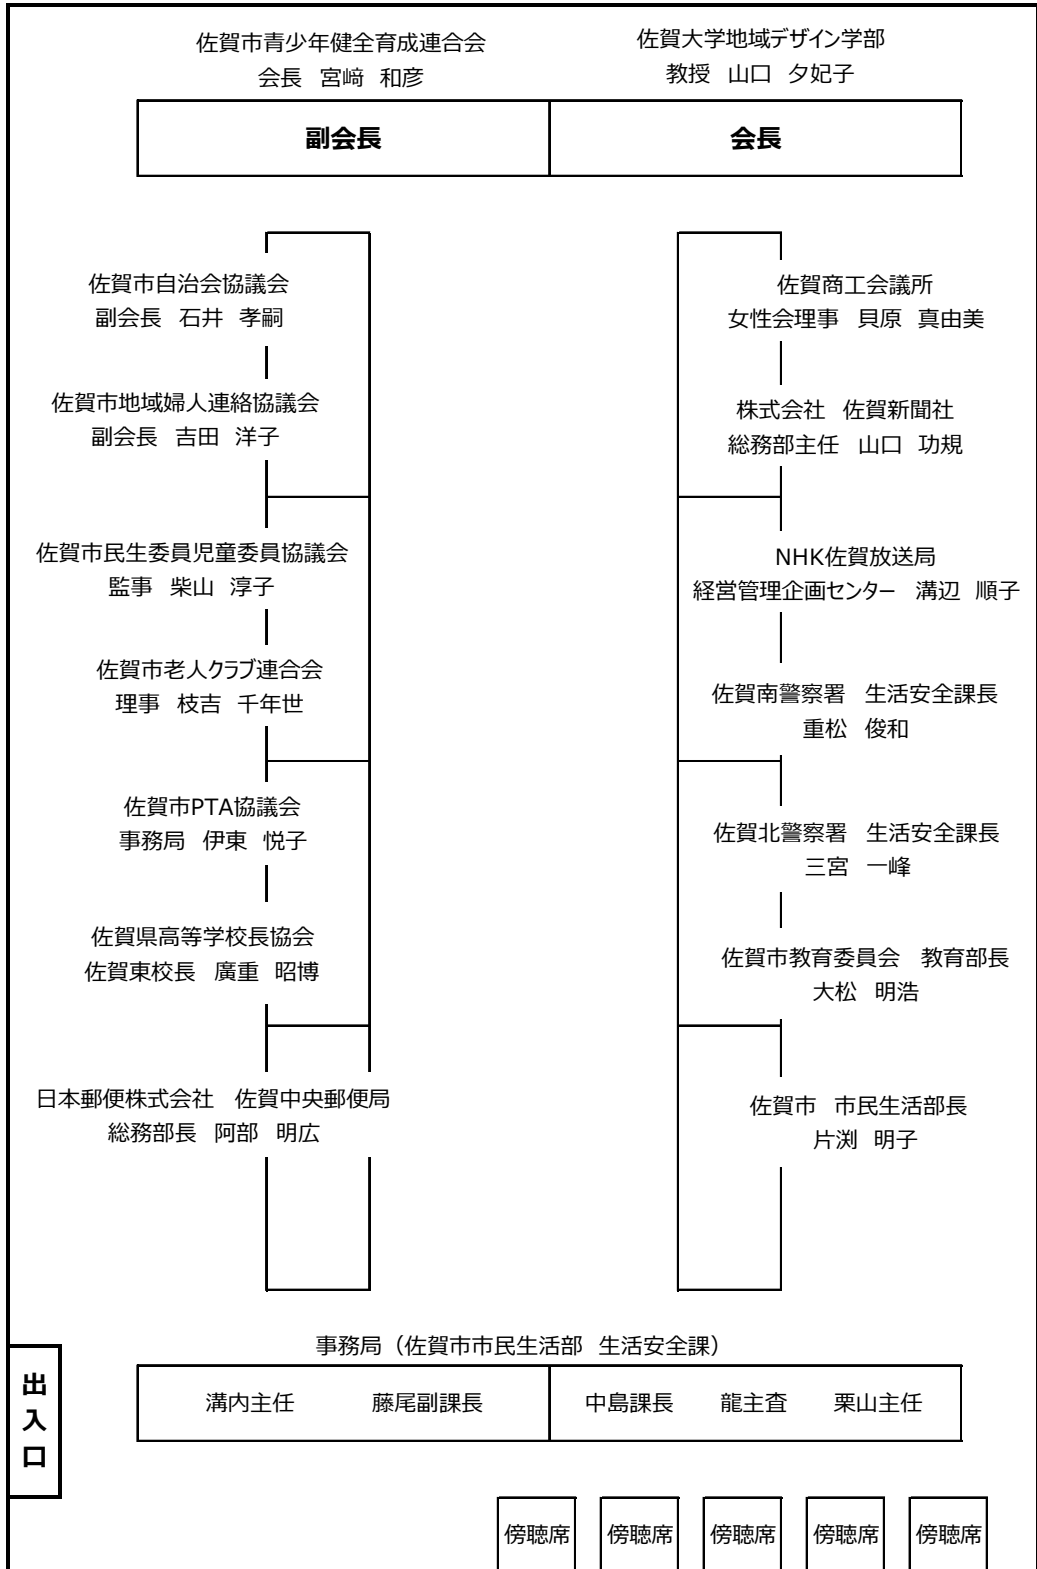 佐賀市青少年健全育成連合会
会長 宮﨑 和彦
佐賀大学地域デザイン学部
教授 山口 夕妃子
副会長
会長
佐賀市自治会協議会
副会長 石井 孝嗣
佐賀市地域婦人連絡協議会
副会長 吉田 洋子
佐賀市民生委員児童委員協議会
監事 柴山 淳子
佐賀市老人クラブ連合会
理事 枝吉 千年世
佐賀市PTA協議会
事務局 伊東 悦子
佐賀県高等学校長協会
佐賀東校長 廣重 昭博
日本郵便株式会社 佐賀中央郵便局
総務部長 阿部 明広
佐賀商工会議所
女性会理事 貝原 真由美
株式会社 佐賀新聞社
総務部主任 山口 功規
NHK佐賀放送局
経営管理企画センター 溝辺 順子
佐賀南警察署 生活安全課長
重松 俊和
佐賀北警察署 生活安全課長
三宮 一峰
佐賀市教育委員会 教育部長
大松 明浩
佐賀市 市民生活部長
片渕 明子
事務局（佐賀市市民生活部 生活安全課）
溝内主任 藤尾副課長 中島課長 龍主査 栗山主任
出入口
傍聴席 傍聴席 傍聴席 傍聴席 傍聴席